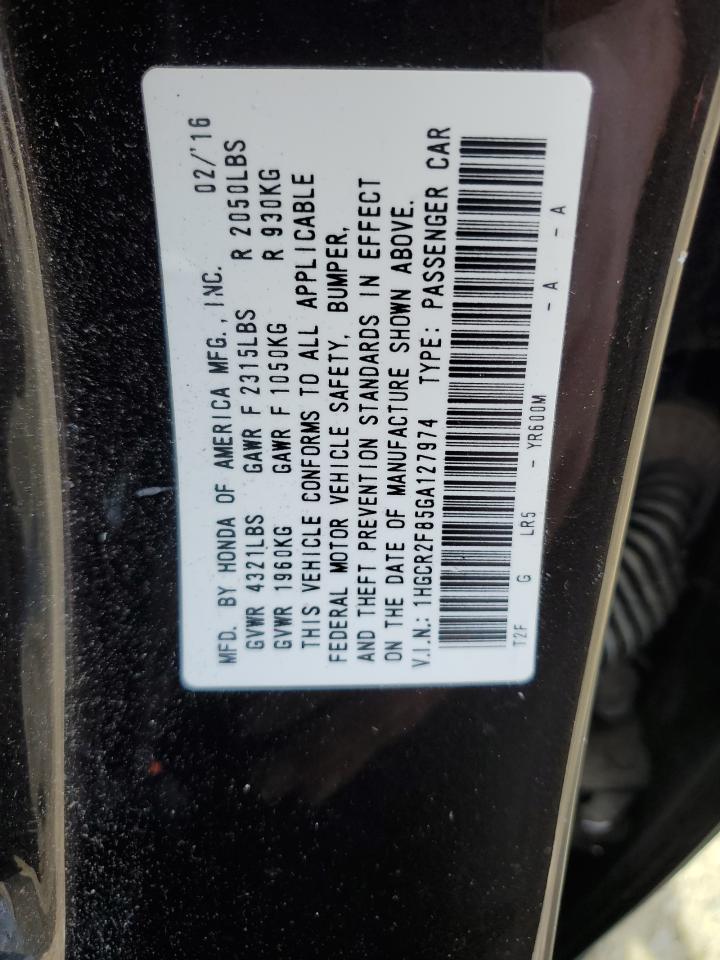 MFD. BY HONDA OF AMERICA MFG., INC. 02/'16
GVWR 4321LBS GAWR F 2315LBS R 2050LBS
GVWR 1960KG GAWR F 1050KG R 930KG
THIS VEHICLE CONFORMS TO ALL APPLICABLE
FEDERAL MOTOR VEHICLE SAFETY, BUMPER,
AND THEFT PREVENTION STANDARDS IN EFFECT
ON THE DATE OF MANUFACTURE SHOWN ABOVE.
V.I.N.: 1HGCR2F85GA127974 TYPE: PASSENGER CAR
T2F G LR5 - YR600M - A - A